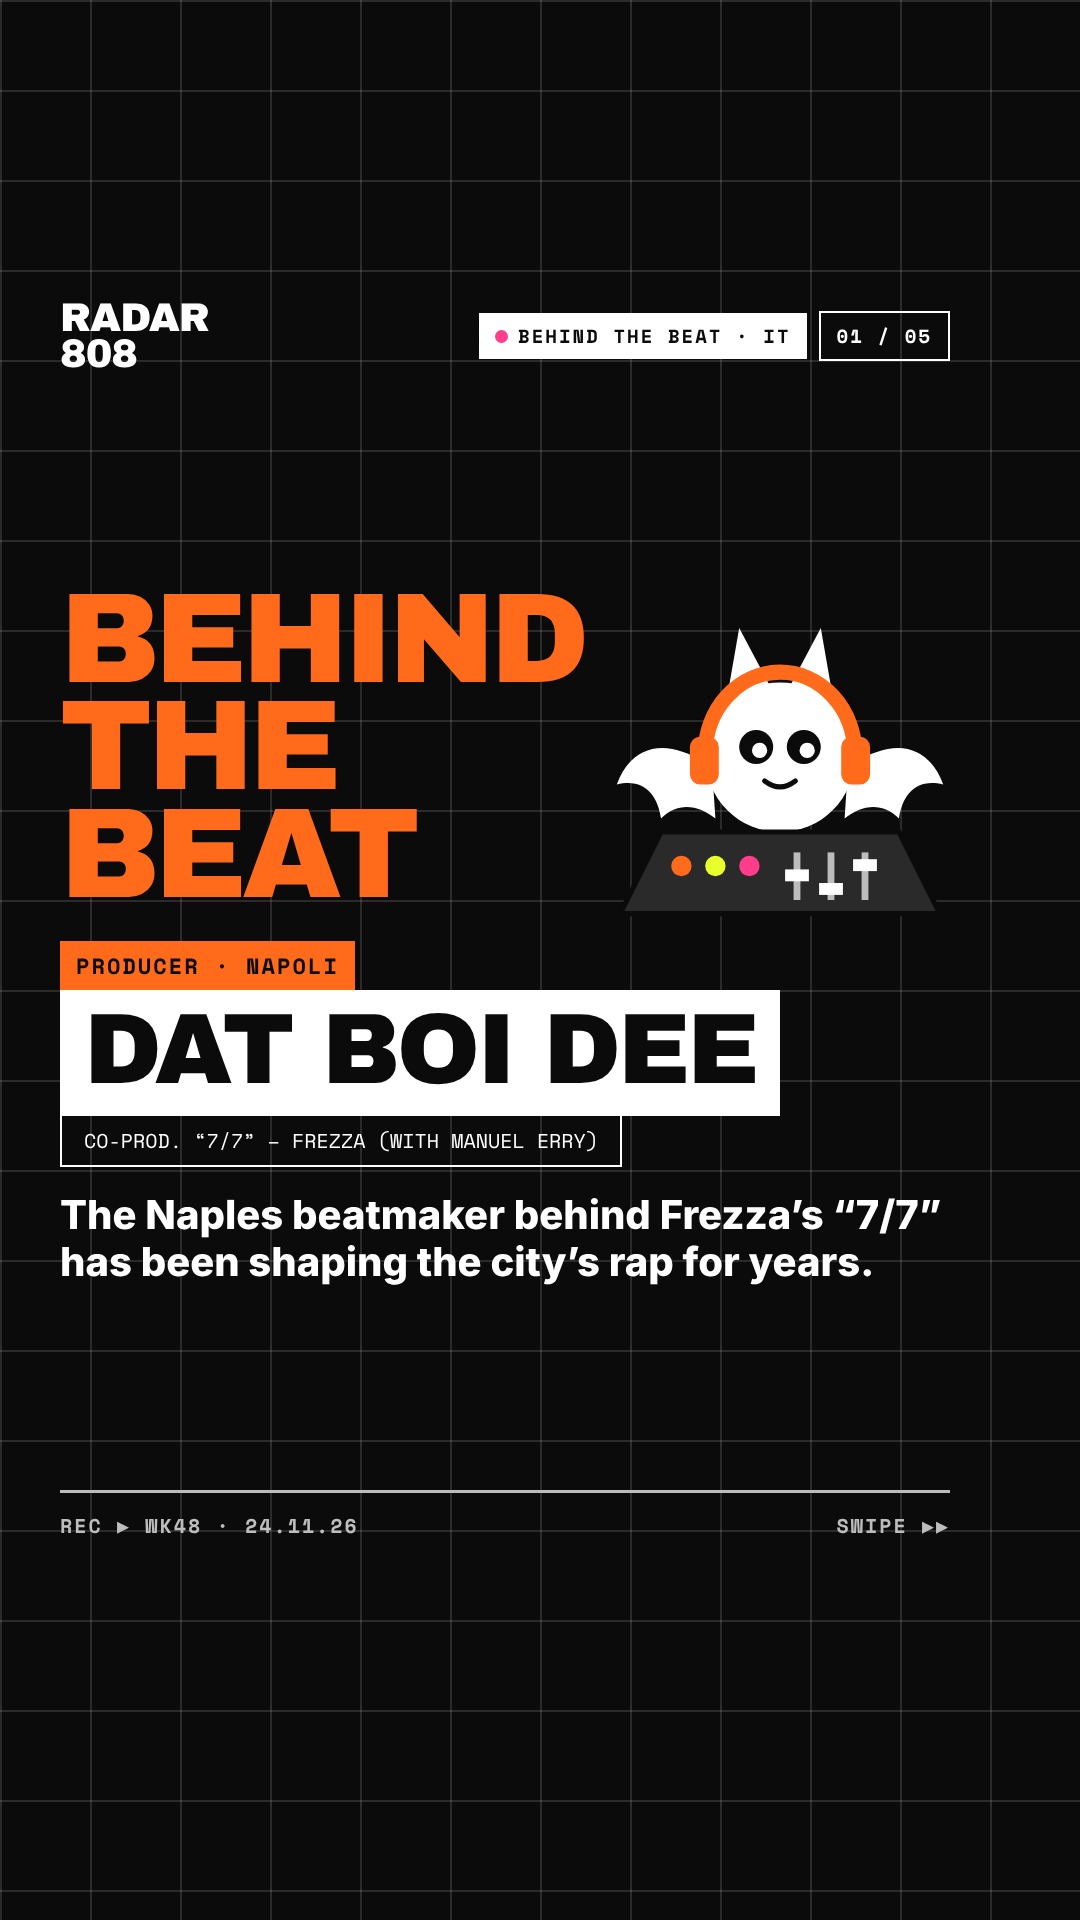 RADAR
808
BEHIND THE BEAT · IT
01 / 05
BEHIND
THE
BEAT
PRODUCER · NAPOLI
DAT BOI DEE
CO-PROD. “7/7” – FREZZA (WITH MANUEL ERRY)
The Naples beatmaker behind Frezza’s “7/7”
has been shaping the city’s rap for years.
REC ▶ WK48 · 24.11.26
SWIPE ▶▶